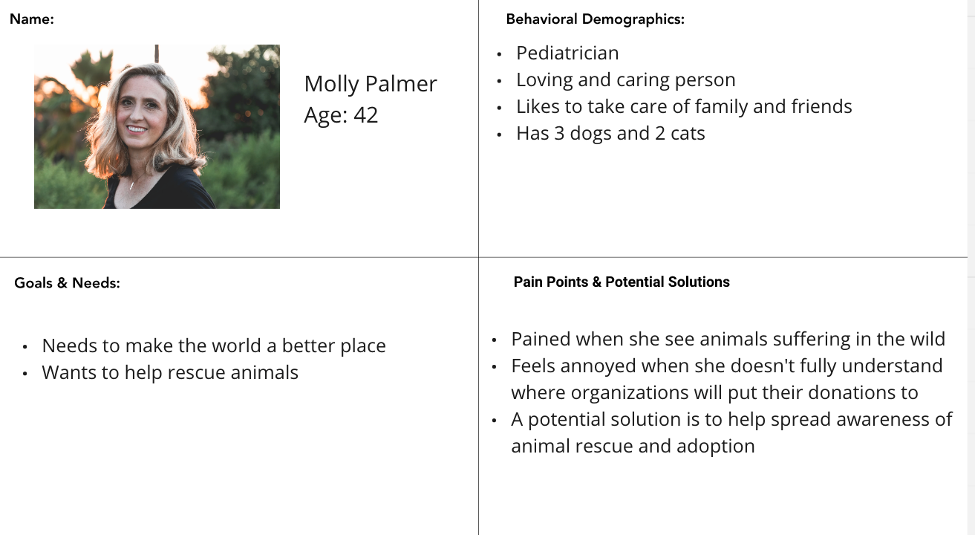 Name:
Molly Palmer
Age: 42
Behavioral Demographics:
• Pediatrician
• Loving and caring person
• Likes to take care of family and friends
• Has 3 dogs and 2 cats
Goals & Needs:
• Needs to make the world a better place
• Wants to help rescue animals
Pain Points & Potential Solutions
• Pained when she see animals suffering in the wild
• Feels annoyed when she doesn't fully understand
where organizations will put their donations to
• A potential solution is to help spread awareness of
animal rescue and adoption